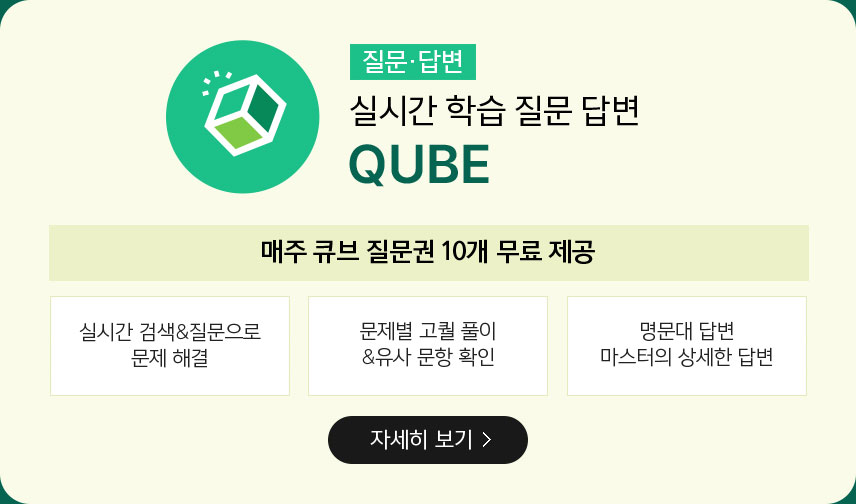 질문·답변
실시간 학습 질문 답변
QUBE
매주 큐브 질문권 10개 무료 제공
실시간 검색&질문으로
문제 해결
문제별 고퀄 풀이
&유사 문항 확인
명문대 답변
마스터의 상세한 답변
자세히 보기 >